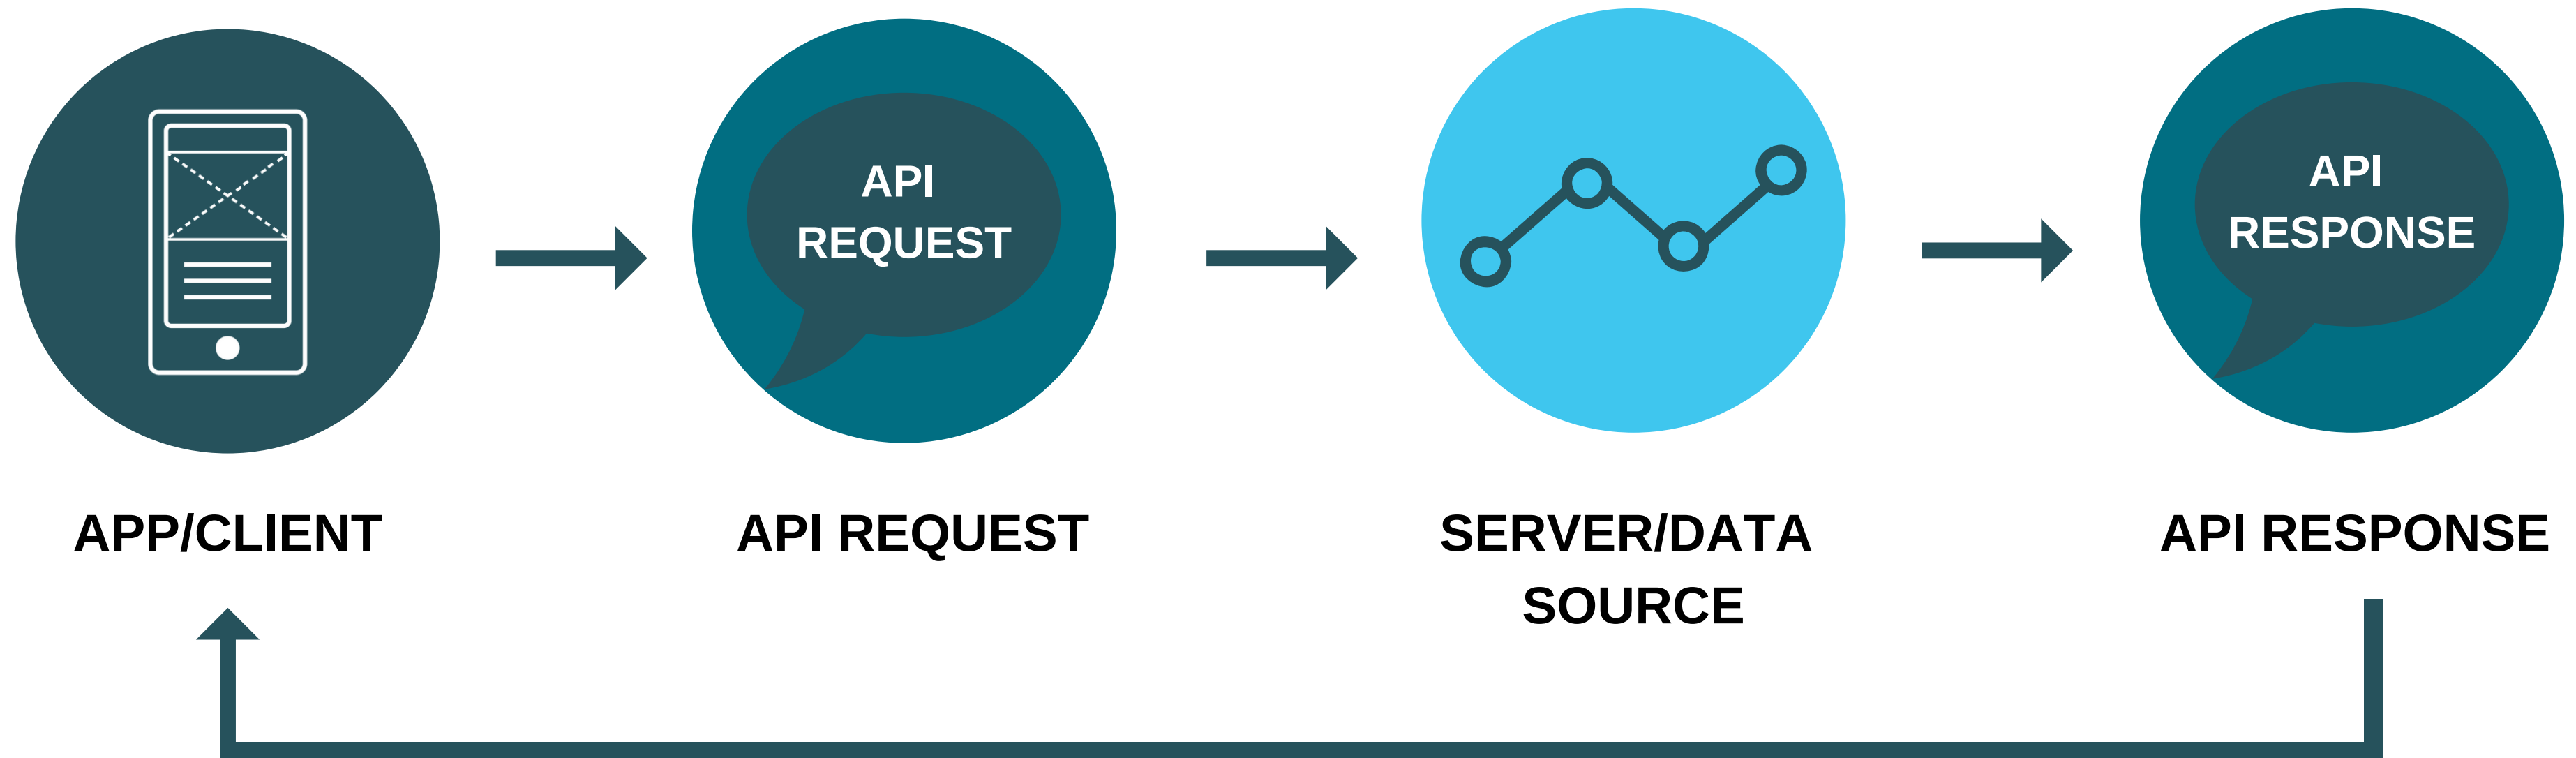 API
REQUEST
API
RESPONSE
APP/CLIENT
API REQUEST
SERVER/DATA
SOURCE
API RESPONSE